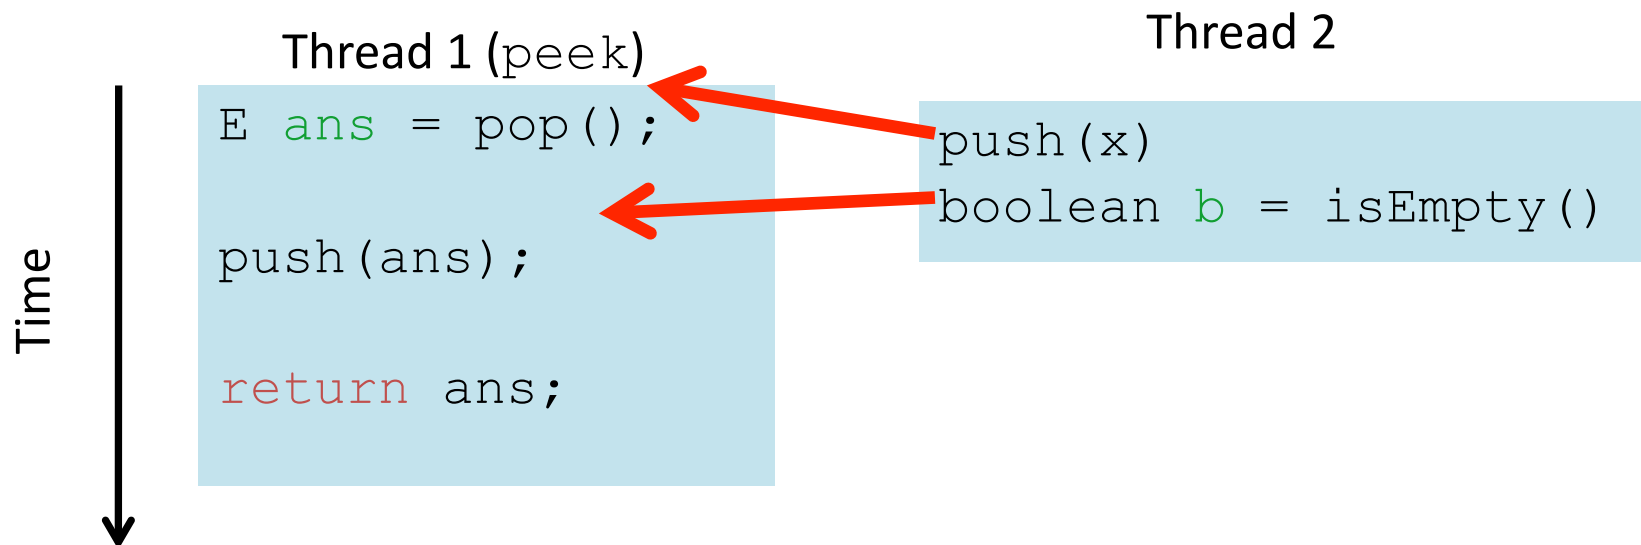 Thread 1 (peek)
E ans = pop();
push(ans);
return ans;
Thread 2
push(x)
boolean b = isEmpty()
Time